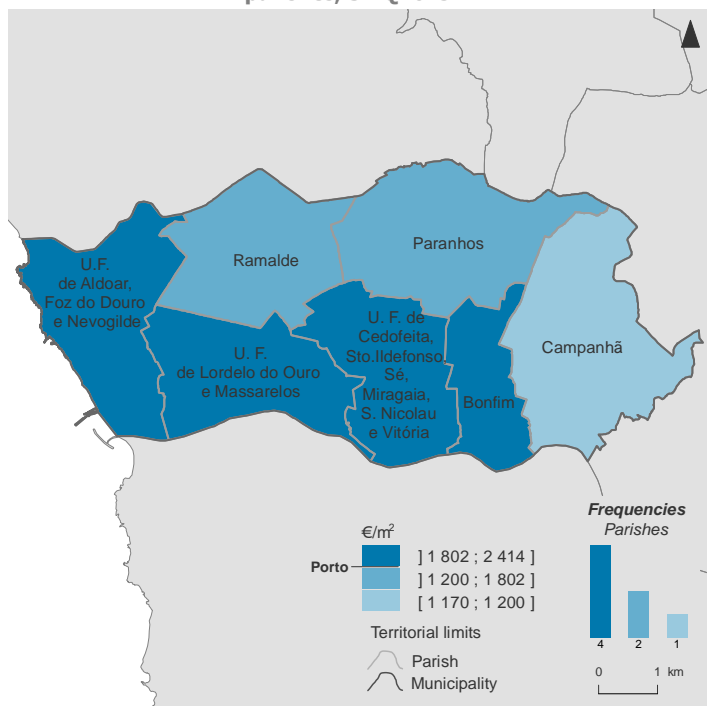 Ramalde
Paranhos
U.F.
de Aldoar,
Foz do Douro
e Nevogilde
U. F.
de Lordelo do Ouro
e Massarelos
U. F. de
Cedofeita,
Sto.Ildefonso,
Sé,
Miragaia,
S. Nicolau
e Vitória
Bonfim
Campanhã
€/m²
Porto
] 1 802 ; 2 414 ]
] 1 200 ; 1 802 ]
[ 1 170 ; 1 200 ]
Territorial limits
Parish
Municipality
Frequencies
Parishes
4 2 1
0 1 km